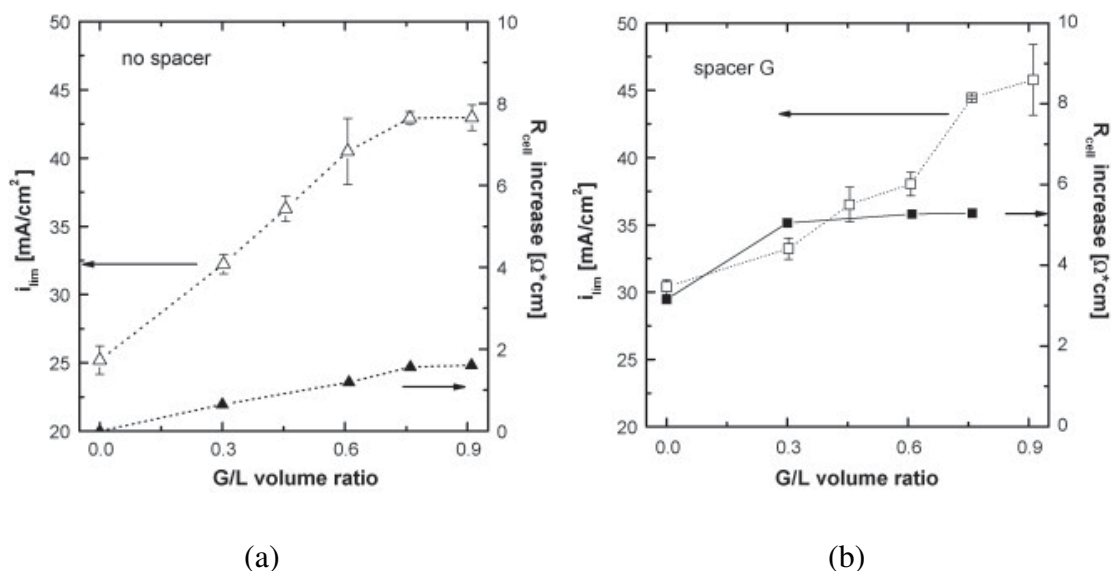 50
45
40
35
30
25
20
i_lim [mA/cm²]
no spacer
10
8
6
4
2
0
R_cell increase [Ω*cm]
0.0 0.3 0.6 0.9
G/L volume ratio
(a)
50
45
40
35
30
25
20
i_lim [mA/cm²]
spacer G
10
8
6
4
2
0
R_cell increase [Ω*cm]
0.0 0.3 0.6 0.9
G/L volume ratio
(b)